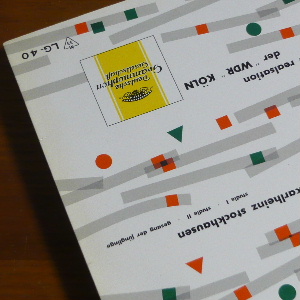 LG-40
Deutsche
Grammophon
Gesellschaft
realisation
der "WDR" KÖLN
karlheinz stockhausen
studie I · studie II · gesang der jünglinge